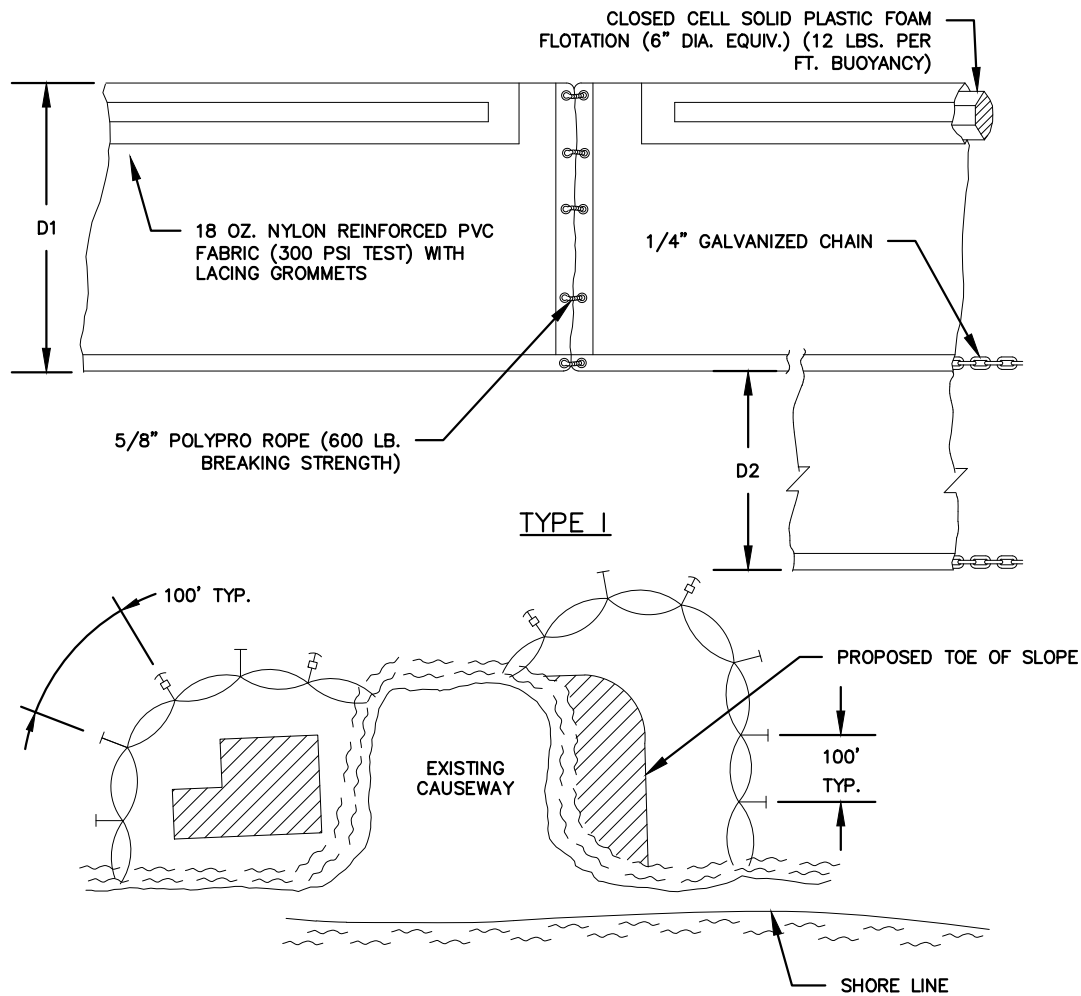 CLOSED CELL SOLID PLASTIC FOAM
FLOTATION (6" DIA. EQUIV.) (12 LBS. PER
FT. BUOYANCY)
D1
18 OZ. NYLON REINFORCED PVC
FABRIC (300 PSI TEST) WITH
LACING GROMMETS
1/4" GALVANIZED CHAIN
5/8" POLYPRO ROPE (600 LB.
BREAKING STRENGTH)
D2
TYPE I
100' TYP.
PROPOSED TOE OF SLOPE
EXISTING
CAUSEWAY
100'
TYP.
SHORE LINE